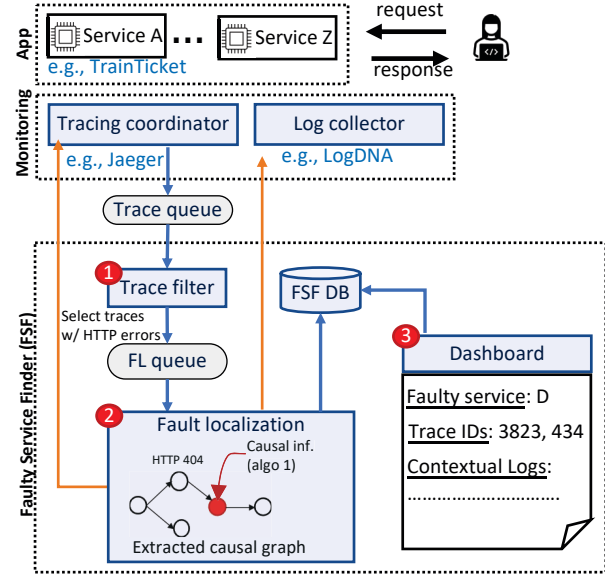 App
Service A
...
Service Z
e.g., TrainTicket
request
response
Monitoring
Tracing coordinator
Log collector
e.g., Jaeger
e.g., LogDNA
Trace queue
Faulty Service Finder (FSF)
1
Trace filter
Select traces
w/ HTTP errors
FL queue
FSF DB
2
Fault localization
HTTP 404
Causal inf.
(algo 1)
Extracted causal graph
3
Dashboard
Faulty service: D
Trace IDs: 3823, 434
Contextual Logs:
..............................